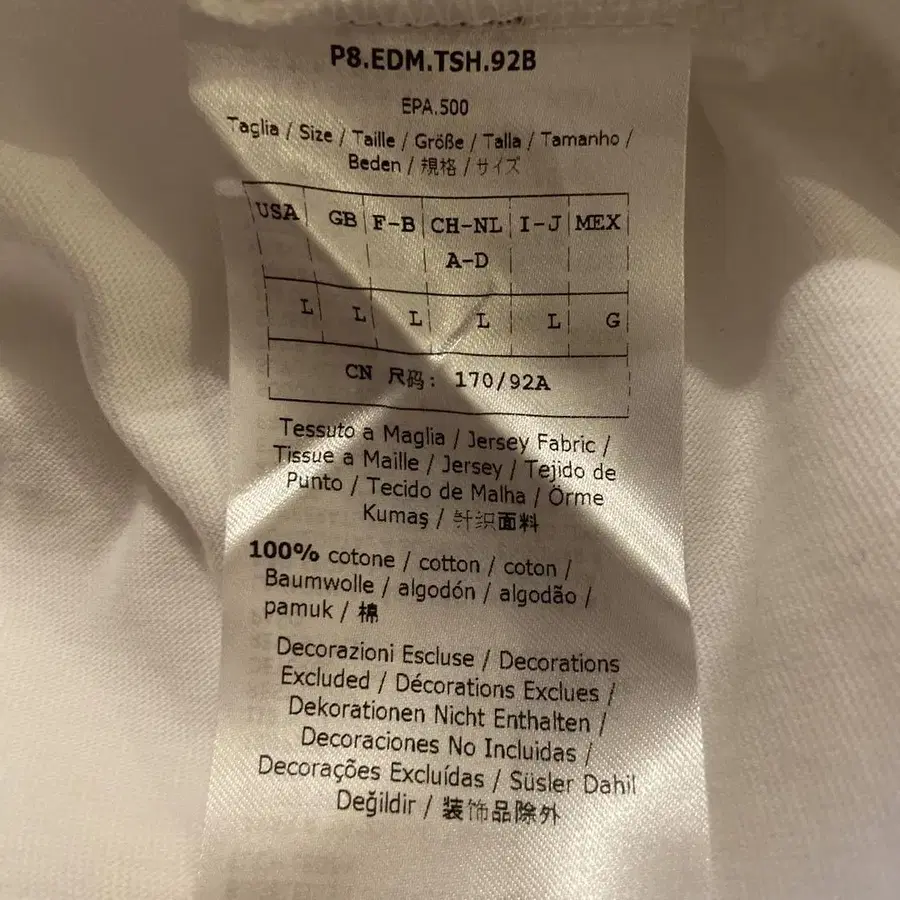 P8.EDM.TSH.92B
EPA.500
Taglia / Size / Taille / Größe / Talla / Tamanho /
Beden / 規格 / サイズ
USA GB F-B CH-NL I-J MEX
A-D
L L L L L G
CN 尺码: 170/92A
Tessuto a Maglia / Jersey Fabric /
Tissue a Maille / Jersey / Tejido de
Punto / Tecido de Malha / Örme
Kumaş / 针织面料
100% cotone / cotton / coton /
Baumwolle / algodón / algodão /
pamuk / 棉
Decorazioni Escluse / Decorations
Excluded / Décorations Exclues /
Dekorationen Nicht Enthalten /
Decoraciones No Incluidas /
Decorações Excluídas / Süsler Dahil
Değildir / 装饰品除外